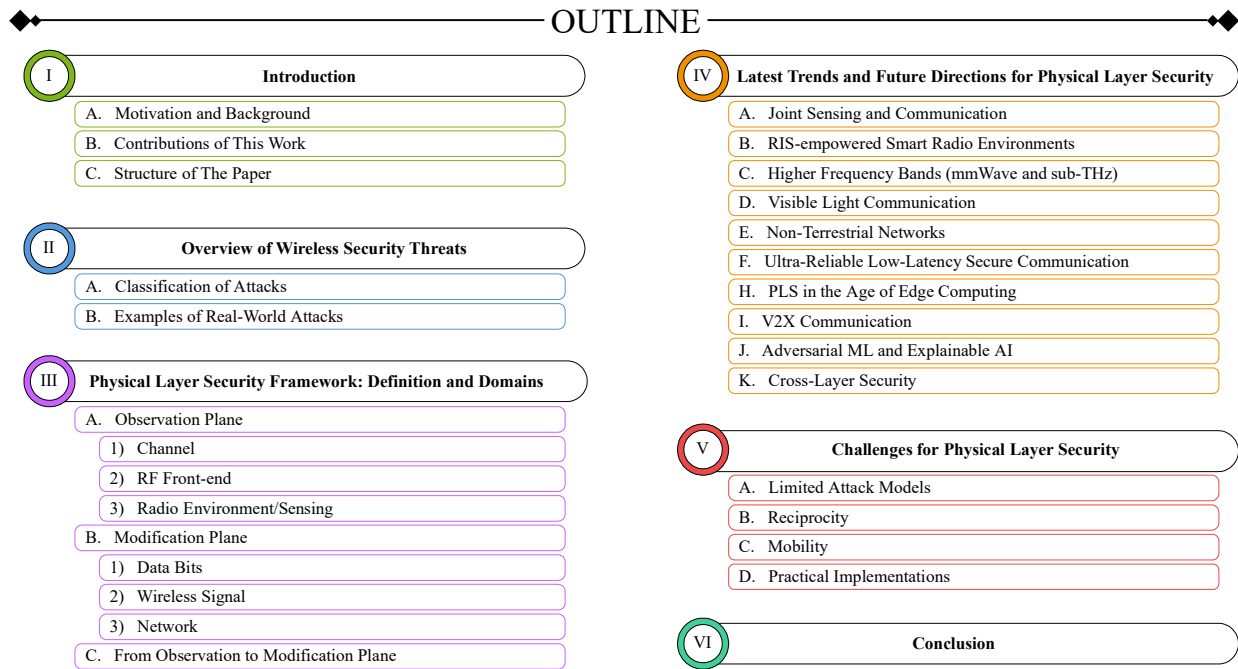 OUTLINE
I Introduction
A. Motivation and Background
B. Contributions of This Work
C. Structure of The Paper
II Overview of Wireless Security Threats
A. Classification of Attacks
B. Examples of Real-World Attacks
III Physical Layer Security Framework: Definition and Domains
A. Observation Plane
1) Channel
2) RF Front-end
3) Radio Environment/Sensing
B. Modification Plane
1) Data Bits
2) Wireless Signal
3) Network
C. From Observation to Modification Plane
IV Latest Trends and Future Directions for Physical Layer Security
A. Joint Sensing and Communication
B. RIS-empowered Smart Radio Environments
C. Higher Frequency Bands (mmWave and sub-THz)
D. Visible Light Communication
E. Non-Terrestrial Networks
F. Ultra-Reliable Low-Latency Secure Communication
H. PLS in the Age of Edge Computing
I. V2X Communication
J. Adversarial ML and Explainable AI
K. Cross-Layer Security
V Challenges for Physical Layer Security
A. Limited Attack Models
B. Reciprocity
C. Mobility
D. Practical Implementations
VI Conclusion